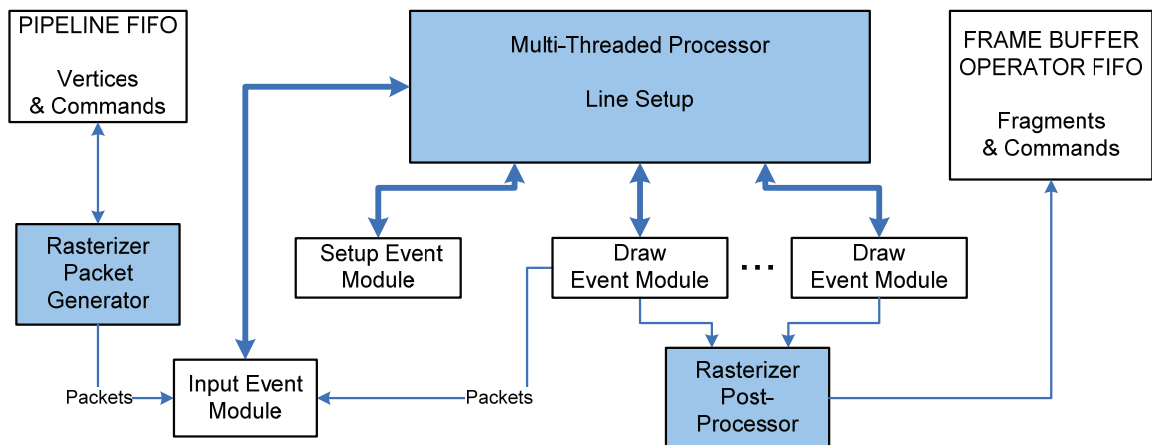 PIPELINE FIFO
Vertices
& Commands
Multi-Threaded Processor
Line Setup
FRAME BUFFER
OPERATOR FIFO
Fragments
& Commands
Rasterizer
Packet
Generator
Setup Event
Module
Draw
Event Module
...
Draw
Event Module
Packets
Input Event
Module
Packets
Rasterizer
Post-
Processor